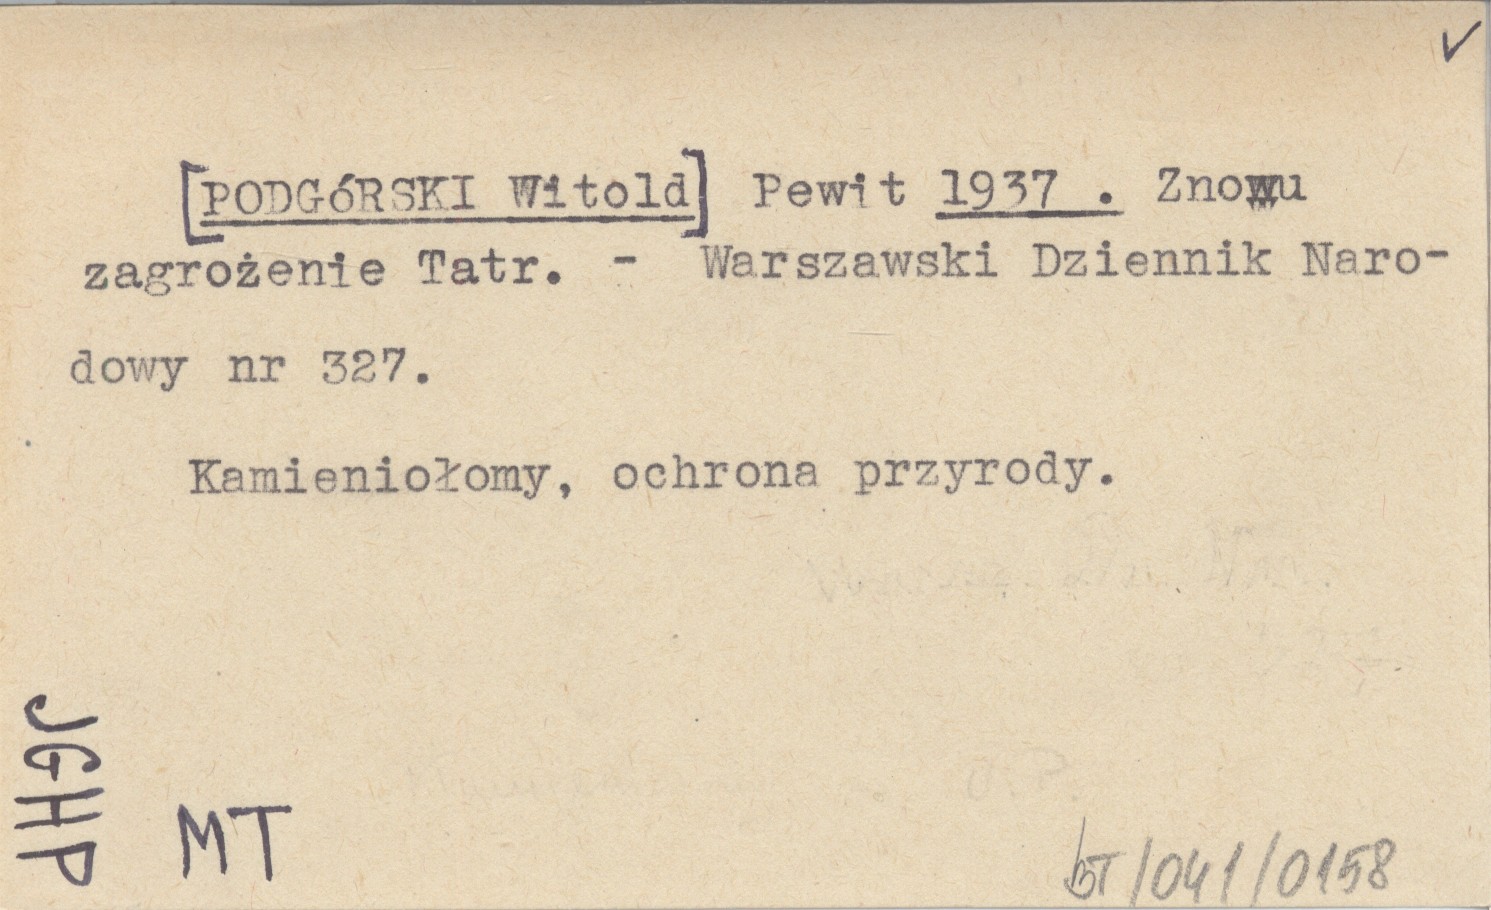 [PODGÓRSKI Witold] Pewit 1937 . Znowu
zagrożenie Tatr. - Warszawski Dziennik Naro-
dowy nr 327.
Kamieniołomy, ochrona przyrody.
JGHP
MT
BT/041/0158